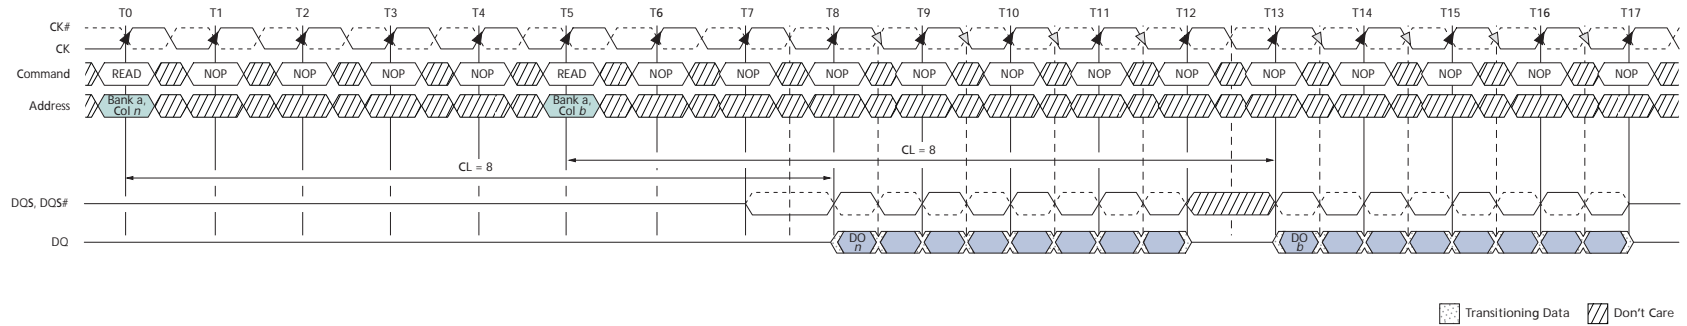 T0 T1 T2 T3 T4 T5 T6 T7 T8 T9 T10 T11 T12 T13 T14 T15 T16 T17
CK#
CK
Command READ NOP NOP NOP NOP READ NOP NOP NOP NOP NOP NOP NOP NOP NOP NOP NOP NOP
Address Bank a, Col n Bank a, Col b
CL = 8
CL = 8
DQS, DQS#
DQ DO n DO b
Transitioning Data Don't Care